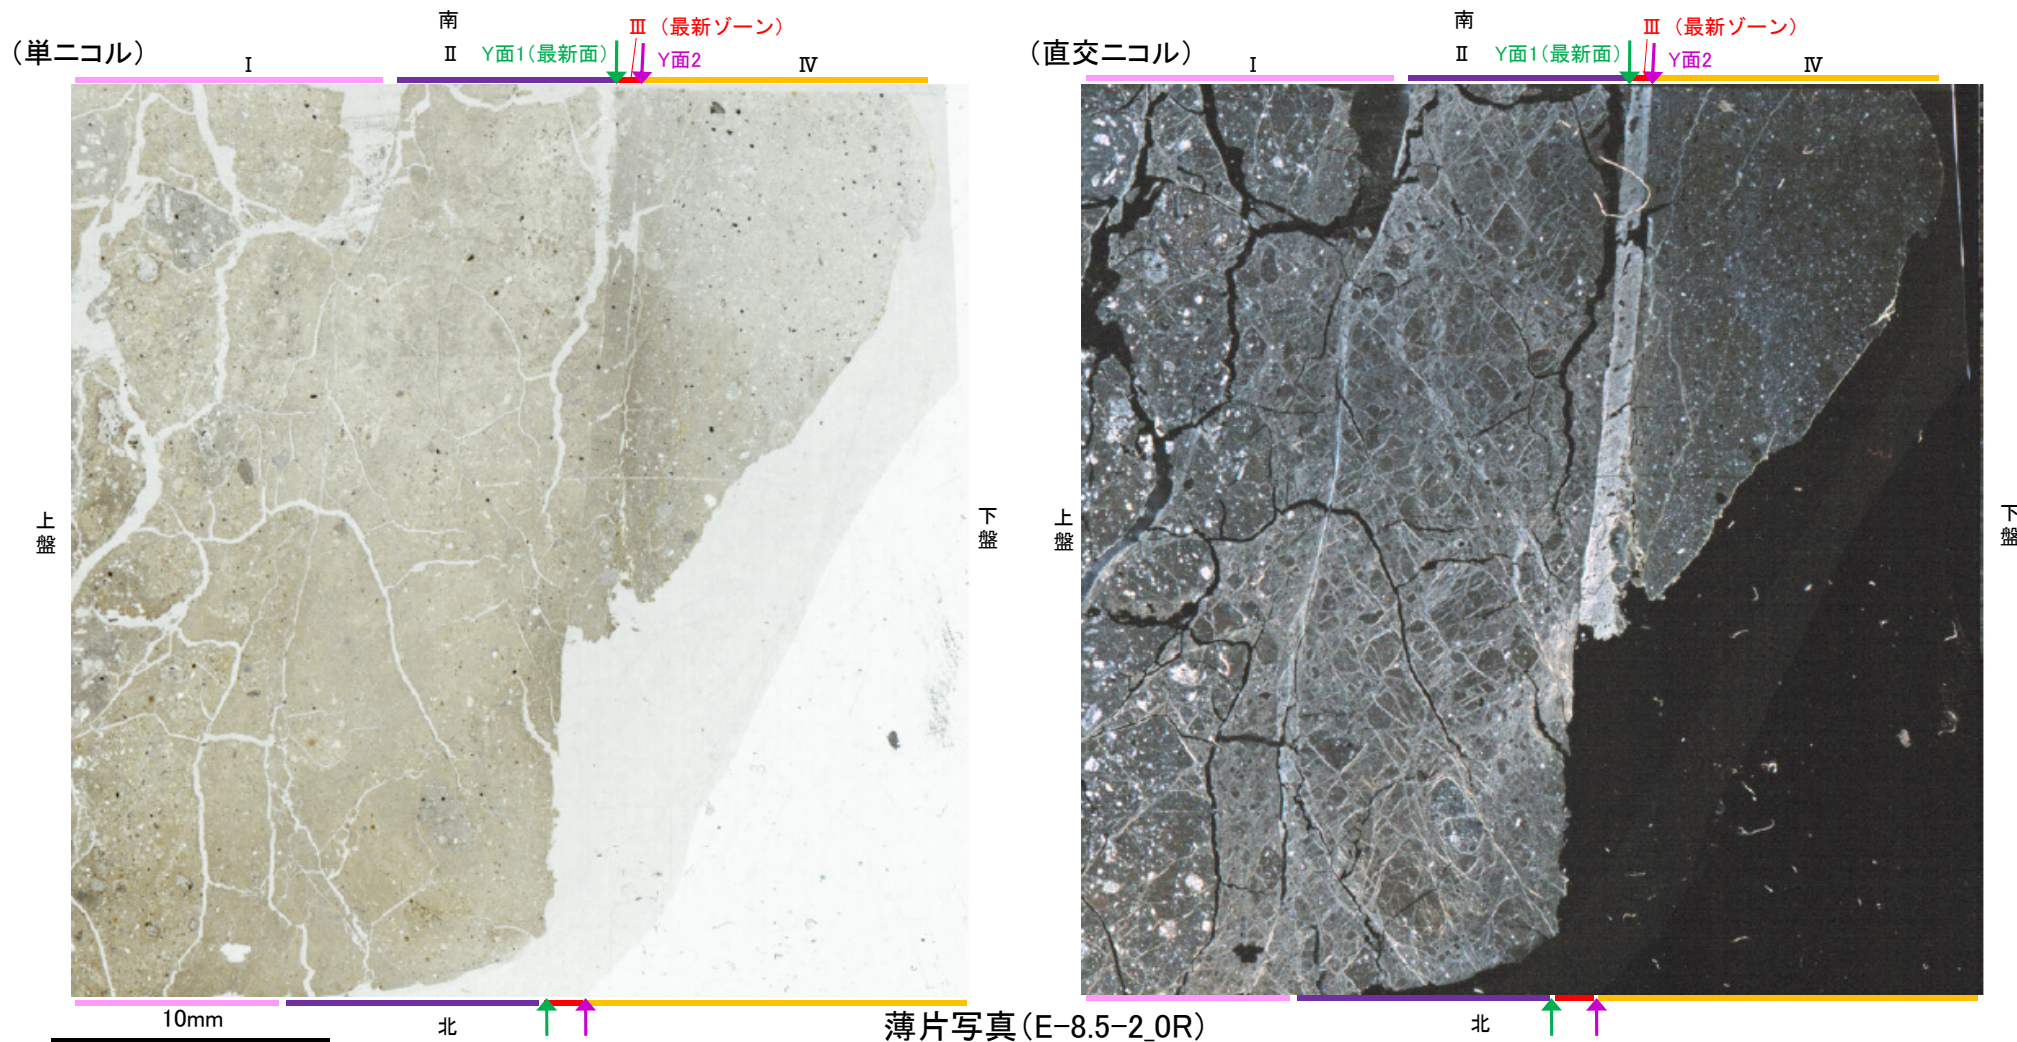 (単ニコル)
南
Ⅲ (最新ゾーン)
Ⅰ
Ⅱ
Y面1(最新面)
Y面2
Ⅳ
上盤
下盤
10mm
北
(直交ニコル)
南
Ⅲ (最新ゾーン)
Ⅰ
Ⅱ
Y面1(最新面)
Y面2
Ⅳ
上盤
下盤
北
薄片写真(E-8.5-2_0R)